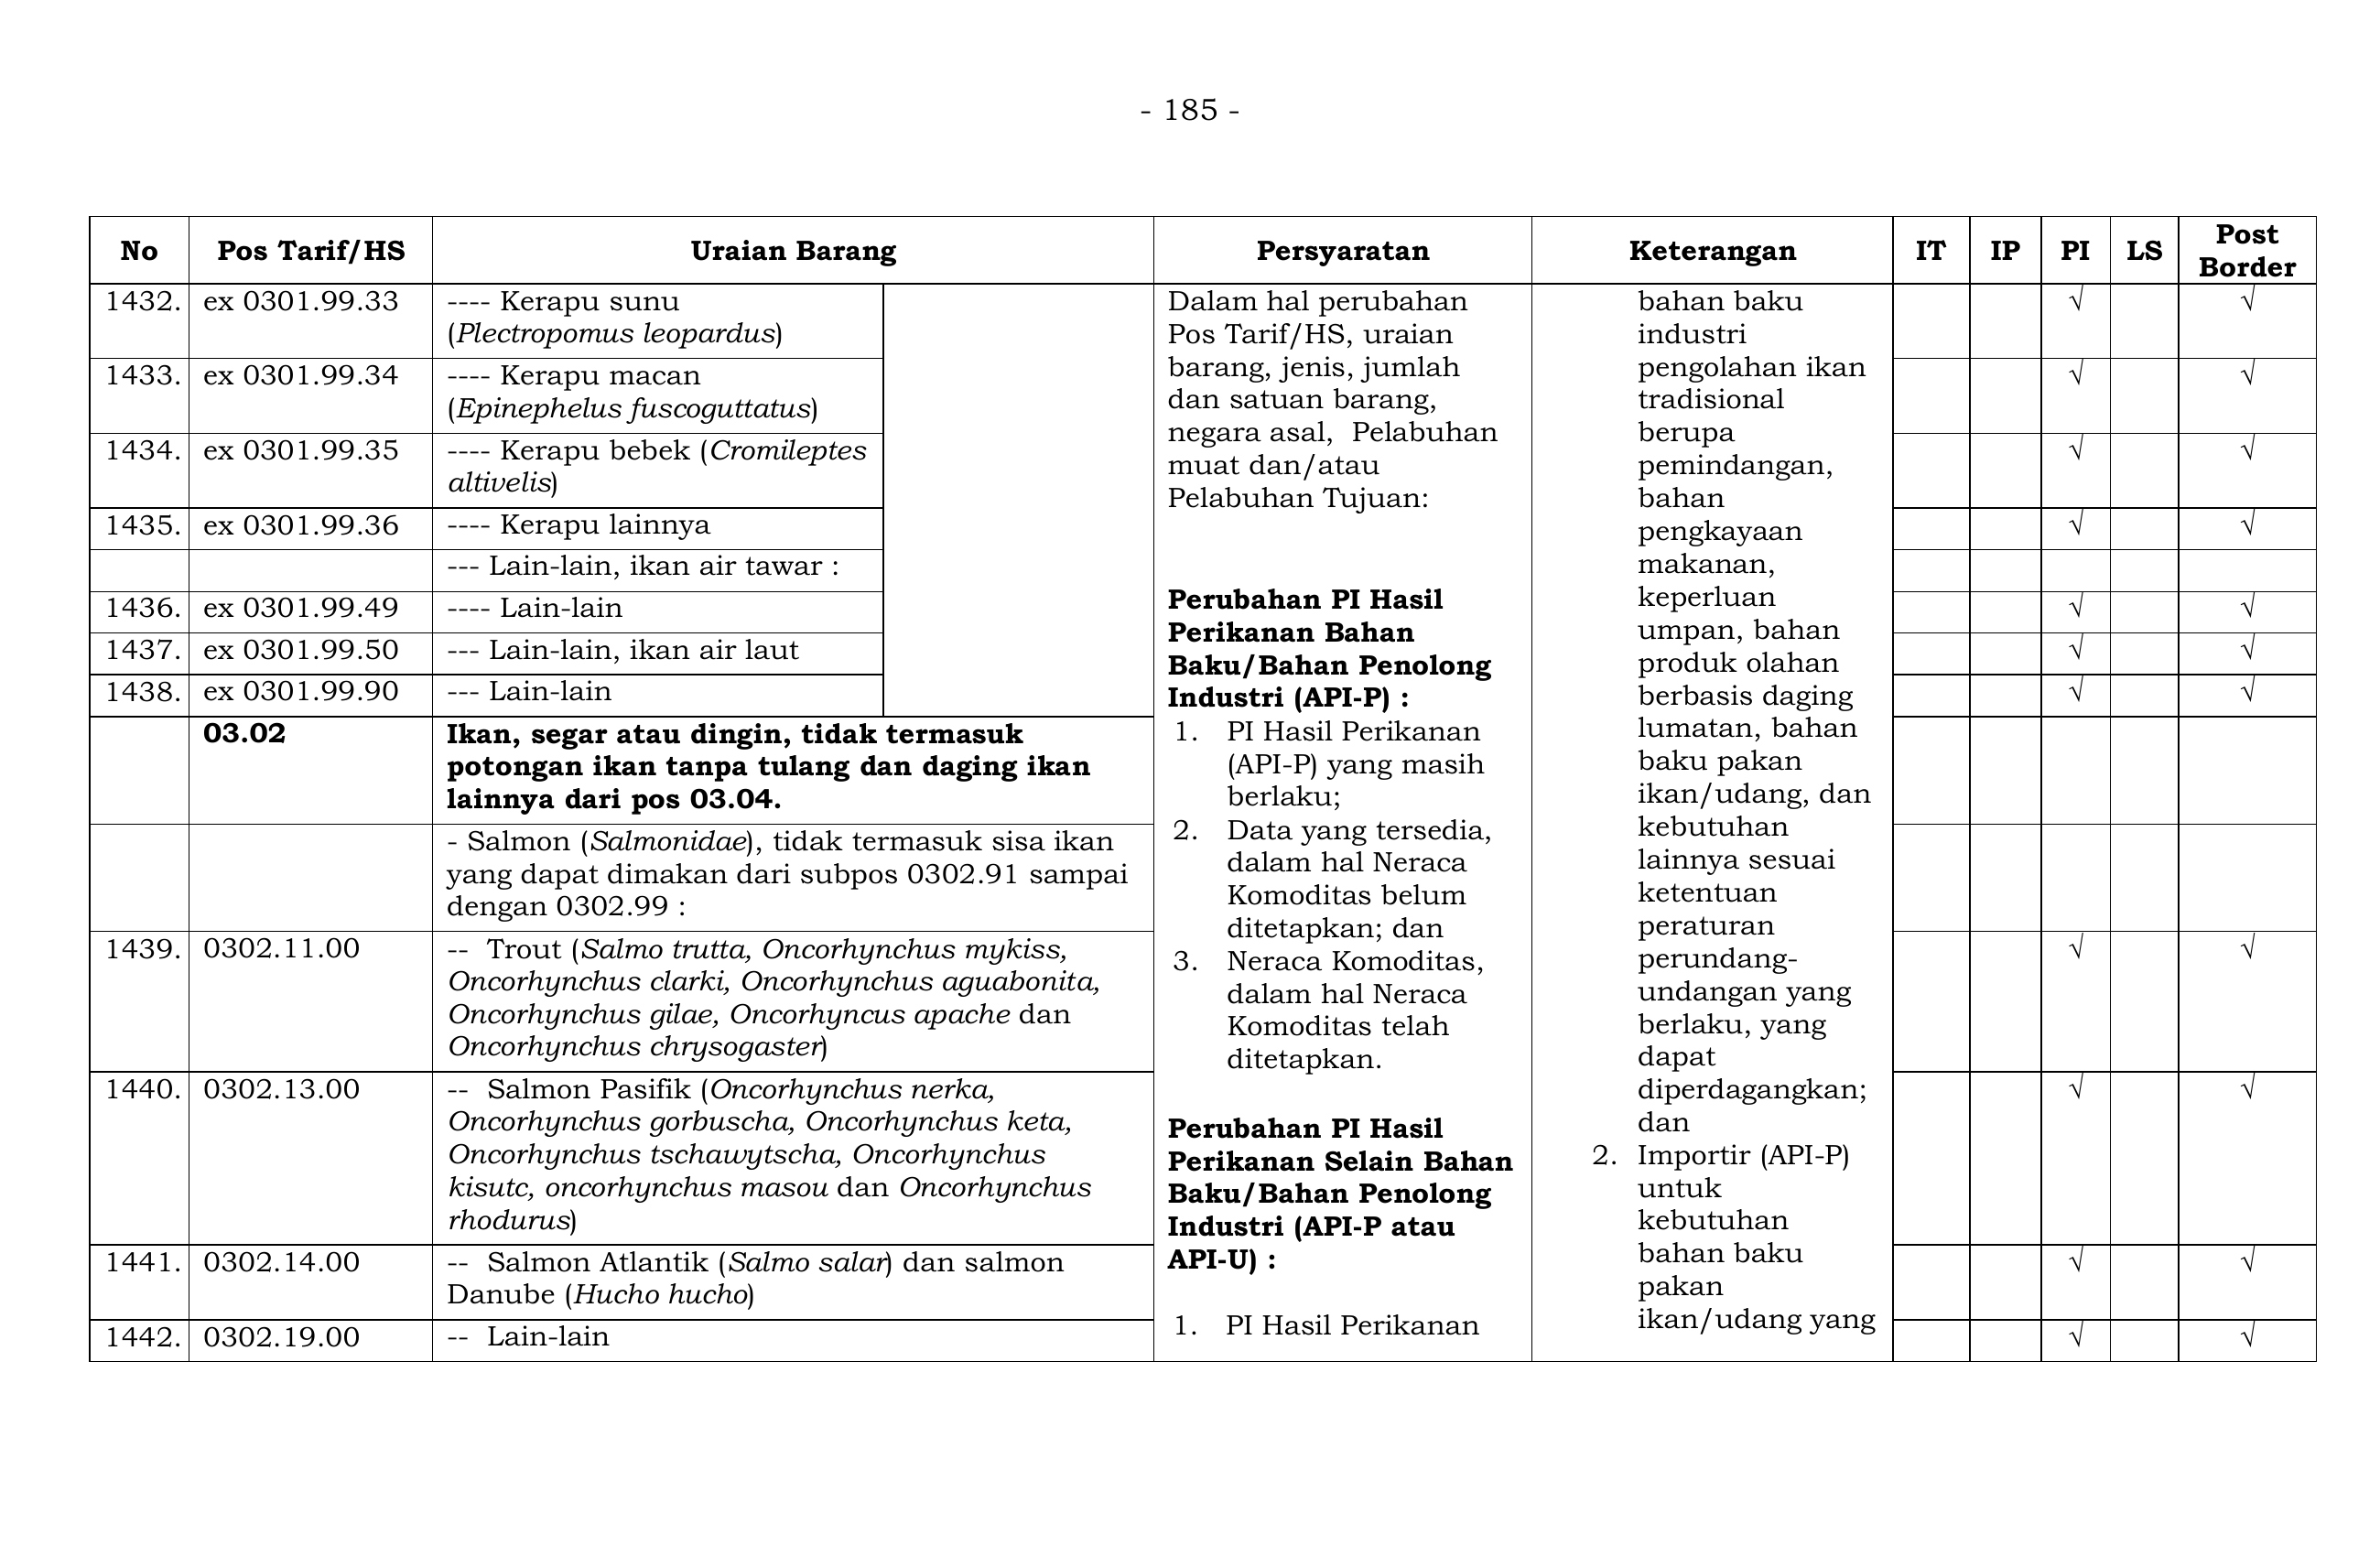 - 185 -
No
Pos Tarif/HS
Uraian Barang
Persyaratan
Keterangan
IT
IP
PI
LS
Post
Border
1432.
ex 0301.99.33
---- Kerapu sunu
(Plectropomus leopardus)
√
√
1433.
ex 0301.99.34
---- Kerapu macan
(Epinephelus fuscoguttatus)
√
√
1434.
ex 0301.99.35
---- Kerapu bebek (Cromileptes
altivelis)
√
√
1435.
ex 0301.99.36
---- Kerapu lainnya
√
√
--- Lain-lain, ikan air tawar :
1436.
ex 0301.99.49
---- Lain-lain
√
√
1437.
ex 0301.99.50
--- Lain-lain, ikan air laut
√
√
1438.
ex 0301.99.90
--- Lain-lain
√
√
03.02
Ikan, segar atau dingin, tidak termasuk
potongan ikan tanpa tulang dan daging ikan
lainnya dari pos 03.04.
- Salmon (Salmonidae), tidak termasuk sisa ikan
yang dapat dimakan dari subpos 0302.91 sampai
dengan 0302.99 :
1439.
0302.11.00
-- Trout (Salmo trutta, Oncorhynchus mykiss,
Oncorhynchus clarki, Oncorhynchus aguabonita,
Oncorhynchus gilae, Oncorhyncus apache dan
Oncorhynchus chrysogaster)
√
√
1440.
0302.13.00
-- Salmon Pasifik (Oncorhynchus nerka,
Oncorhynchus gorbuscha, Oncorhynchus keta,
Oncorhynchus tschawytscha, Oncorhynchus
kisutc, oncorhynchus masou dan Oncorhynchus
rhodurus)
√
√
1441.
0302.14.00
-- Salmon Atlantik (Salmo salar) dan salmon
Danube (Hucho hucho)
√
√
1442.
0302.19.00
-- Lain-lain
√
√
Dalam hal perubahan
Pos Tarif/HS, uraian
barang, jenis, jumlah
dan satuan barang,
negara asal, Pelabuhan
muat dan/atau
Pelabuhan Tujuan:
Perubahan PI Hasil
Perikanan Bahan
Baku/Bahan Penolong
Industri (API-P) :
1. PI Hasil Perikanan
(API-P) yang masih
berlaku;
2. Data yang tersedia,
dalam hal Neraca
Komoditas belum
ditetapkan; dan
3. Neraca Komoditas,
dalam hal Neraca
Komoditas telah
ditetapkan.
Perubahan PI Hasil
Perikanan Selain Bahan
Baku/Bahan Penolong
Industri (API-P atau
API-U) :
1. PI Hasil Perikanan
bahan baku
industri
pengolahan ikan
tradisional
berupa
pemindangan,
bahan
pengkayaan
makanan,
keperluan
umpan, bahan
produk olahan
berbasis daging
lumatan, bahan
baku pakan
ikan/udang, dan
kebutuhan
lainnya sesuai
ketentuan
peraturan
perundang-
undangan yang
berlaku, yang
dapat
diperdagangkan;
dan
2. Importir (API-P)
untuk
kebutuhan
bahan baku
pakan
ikan/udang yang